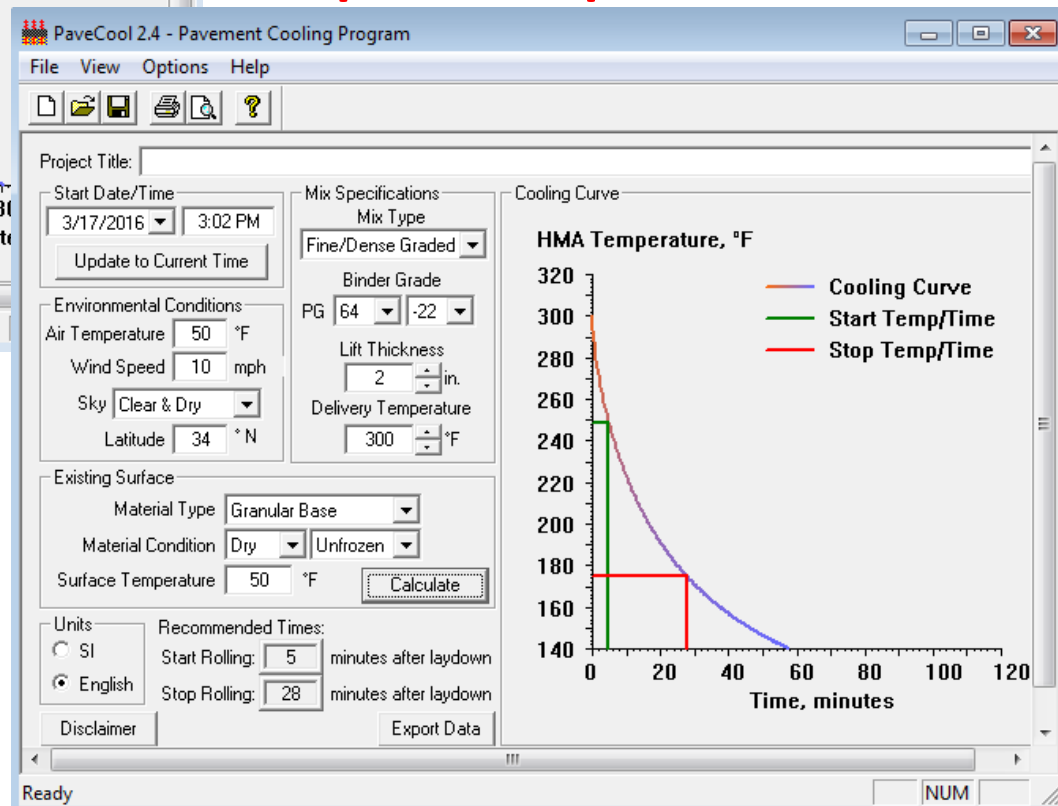 PaveCool 2.4 - Pavement Cooling Program
File View Options Help
Project Title:
Start Date/Time
3/17/2016 3:02 PM
Update to Current Time
Environmental Conditions
Air Temperature 50 °F
Wind Speed 10 mph
Sky Clear & Dry
Latitude 34 ° N
Mix Specifications
Mix Type
Fine/Dense Graded
Binder Grade
PG 64 -22
Lift Thickness
2 in.
Delivery Temperature
300 °F
Existing Surface
Material Type Granular Base
Material Condition Dry Unfrozen
Surface Temperature 50 °F Calculate
Units
SI
English
Recommended Times:
Start Rolling: 5 minutes after laydown
Stop Rolling: 28 minutes after laydown
Disclaimer Export Data
Cooling Curve
HMA Temperature, °F
Cooling Curve
Start Temp/Time
Stop Temp/Time
320
300
280
260
240
220
200
180
160
140
0 20 40 60 80 100 120
Time, minutes
Ready NUM